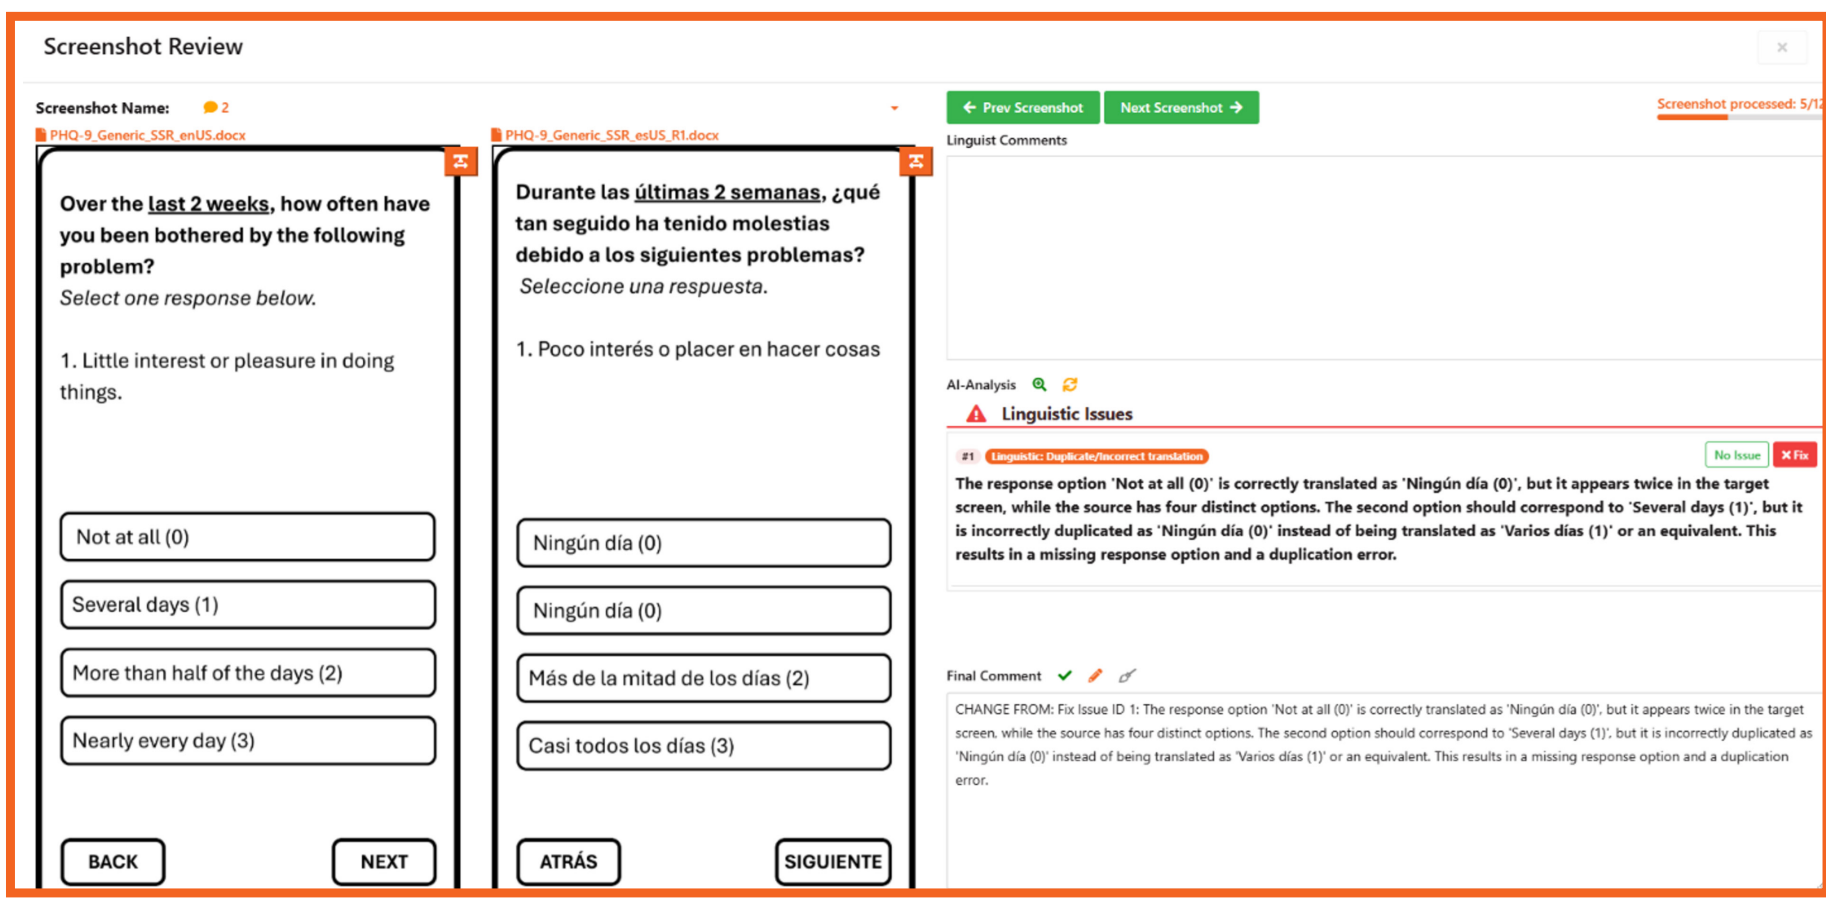 Screenshot Review
×
Screenshot Name: 2
PHQ-9_Generic_SSR_enUS.docx
Over the last 2 weeks, how often have
you been bothered by the following
problem?
Select one response below.
1. Little interest or pleasure in doing
things.
Not at all (0)
Several days (1)
More than half of the days (2)
Nearly every day (3)
BACK
NEXT
PHQ-9_Generic_SSR_esUS_R1.docx
Durante las últimas 2 semanas, ¿qué
tan seguido ha tenido molestias
debido a los siguientes problemas?
Seleccione una respuesta.
1. Poco interés o placer en hacer cosas
Ningún día (0)
Ningún día (0)
Más de la mitad de los días (2)
Casi todos los días (3)
ATRÁS
SIGUIENTE
← Prev Screenshot
Next Screenshot →
Screenshot processed: 5/12
Linguist Comments
AI-Analysis
Linguistic Issues
#1 Linguistic: Duplicate/Incorrect translation
No Issue
× Fix
The response option 'Not at all (0)' is correctly translated as 'Ningún día (0)', but it appears twice in the target
screen, while the source has four distinct options. The second option should correspond to 'Several days (1)', but it
is incorrectly duplicated as 'Ningún día (0)' instead of being translated as 'Varios días (1)' or an equivalent. This
results in a missing response option and a duplication error.
Final Comment
CHANGE FROM: Fix Issue ID 1: The response option 'Not at all (0)' is correctly translated as 'Ningún día (0)', but it appears twice in the target
screen, while the source has four distinct options. The second option should correspond to 'Several days (1)', but it is incorrectly duplicated as
'Ningún día (0)' instead of being translated as 'Varios días (1)' or an equivalent. This results in a missing response option and a duplication
error.